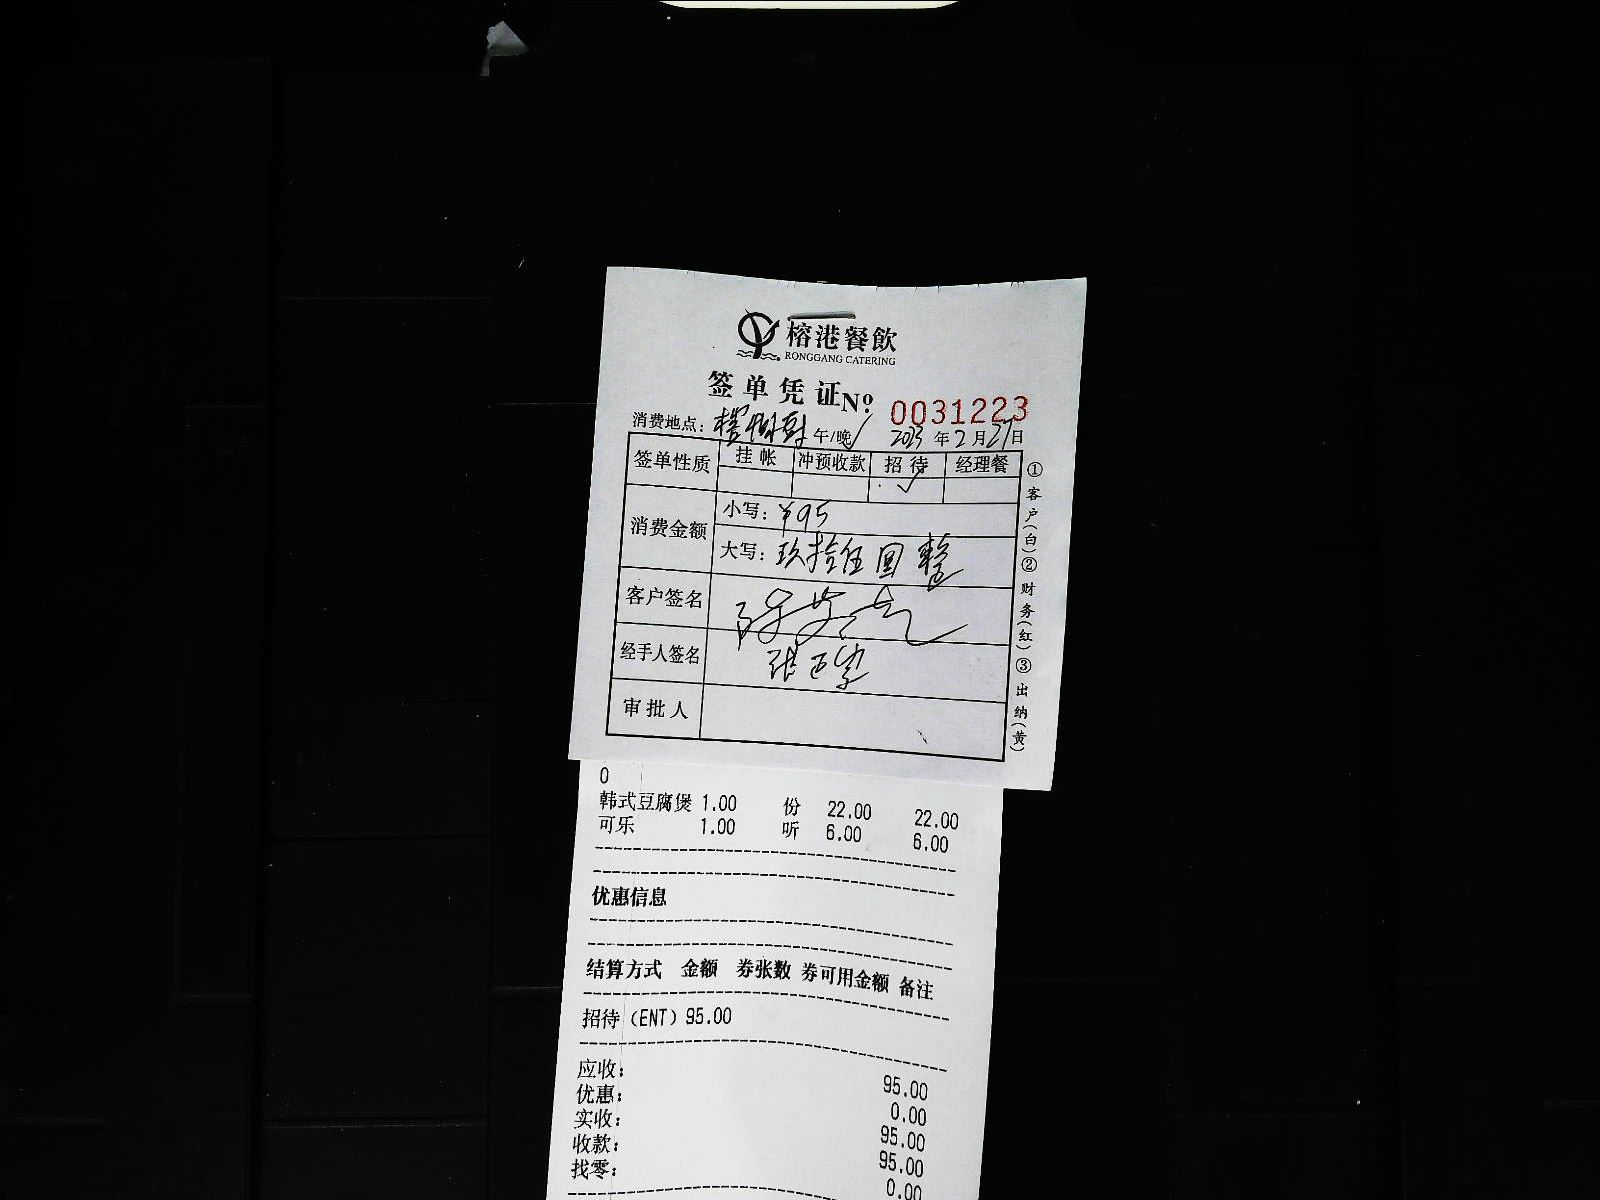 榕港餐飲
RONGGANG CATERING
签单凭证 № 0031223
消费地点: 午/晚 2023 年 2 月 27 日
签单性质 挂帐 冲预收款 招待 经理餐
✓
消费金额 小写: ¥95
大写: 玖拾伍圆整
客户签名
经手人签名
审批人
①客户(白)②财务(红)③出纳(黄)
0
韩式豆腐煲 1.00 份 22.00 22.00
可乐 1.00 听 6.00 6.00
优惠信息
结算方式 金额 券张数 券可用金额 备注
招待(ENT) 95.00
应收: 95.00
优惠: 0.00
实收: 95.00
收款: 95.00
找零: 0.00